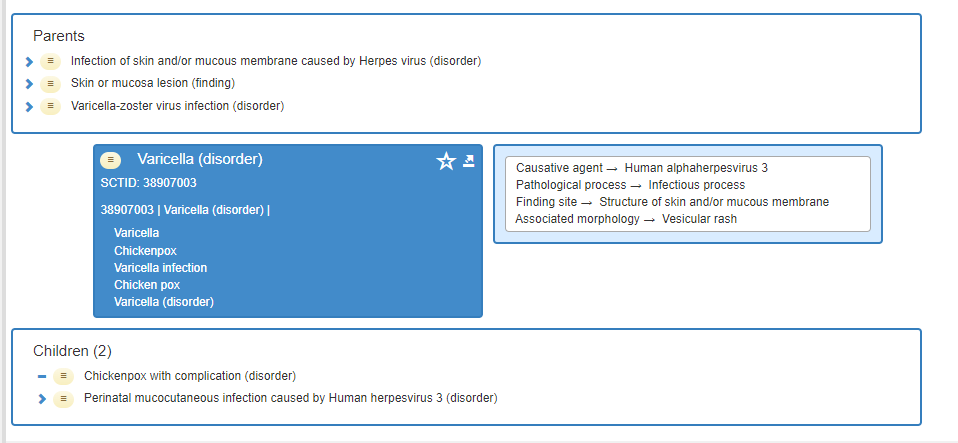 Parents
Infection of skin and/or mucous membrane caused by Herpes virus (disorder)
Skin or mucosa lesion (finding)
Varicella-zoster virus infection (disorder)
Varicella (disorder)
SCTID: 38907003
38907003 | Varicella (disorder) |
Varicella
Chickenpox
Varicella infection
Chicken pox
Varicella (disorder)
Causative agent → Human alphaherpesvirus 3
Pathological process → Infectious process
Finding site → Structure of skin and/or mucous membrane
Associated morphology → Vesicular rash
Children (2)
Chickenpox with complication (disorder)
Perinatal mucocutaneous infection caused by Human herpesvirus 3 (disorder)